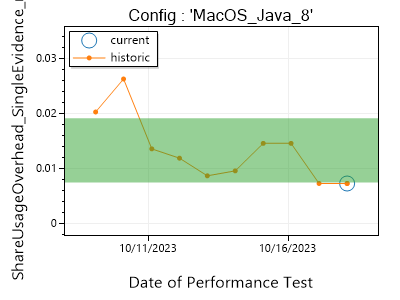 Config : 'MacOS_Java_8'
current
historic
0.03
0.02
0.01
0
10/11/2023
10/16/2023
ShareUsageOverhead_SingleEvidence_
Date of Performance Test